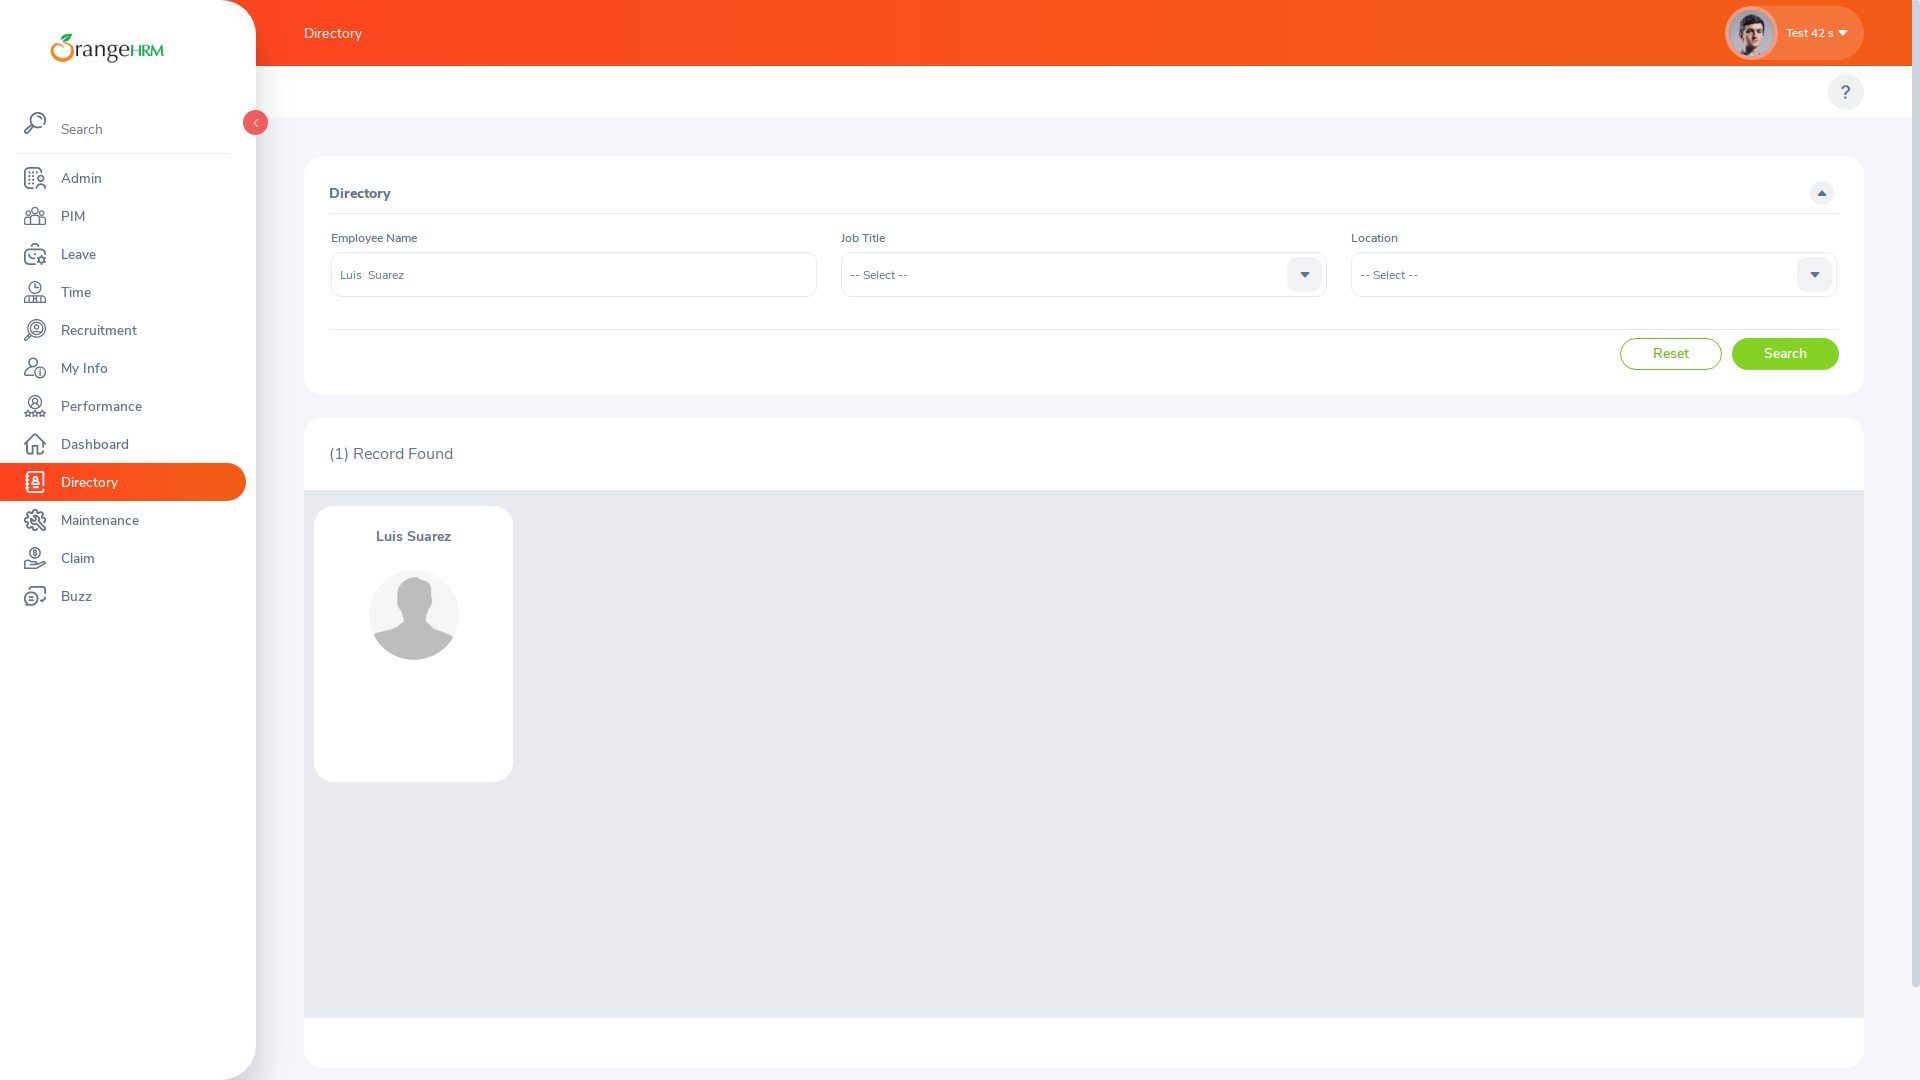 OrangeHRM
Search
Admin
PIM
Leave
Time
Recruitment
My Info
Performance
Dashboard
Directory
Maintenance
Claim
Buzz
Directory
Test 42 s
?
Directory
Employee Name
Luis  Suarez
Job Title
-- Select --
Location
-- Select --
Reset
Search
(1) Record Found
Luis Suarez